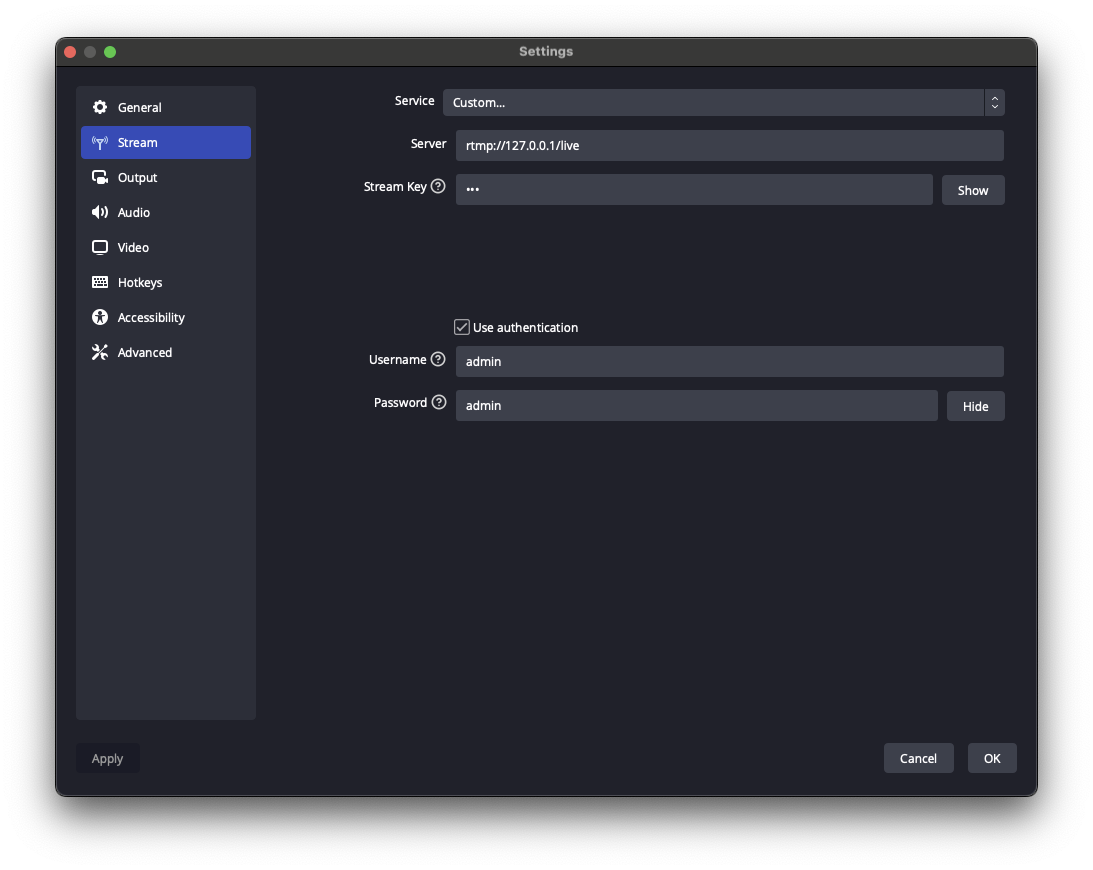 Settings
General
Stream
Output
Audio
Video
Hotkeys
Accessibility
Advanced
Service Custom...
Server rtmp://127.0.0.1/live
Stream Key ? ••• Show
Use authentication
Username ? admin
Password ? admin Hide
Apply Cancel OK